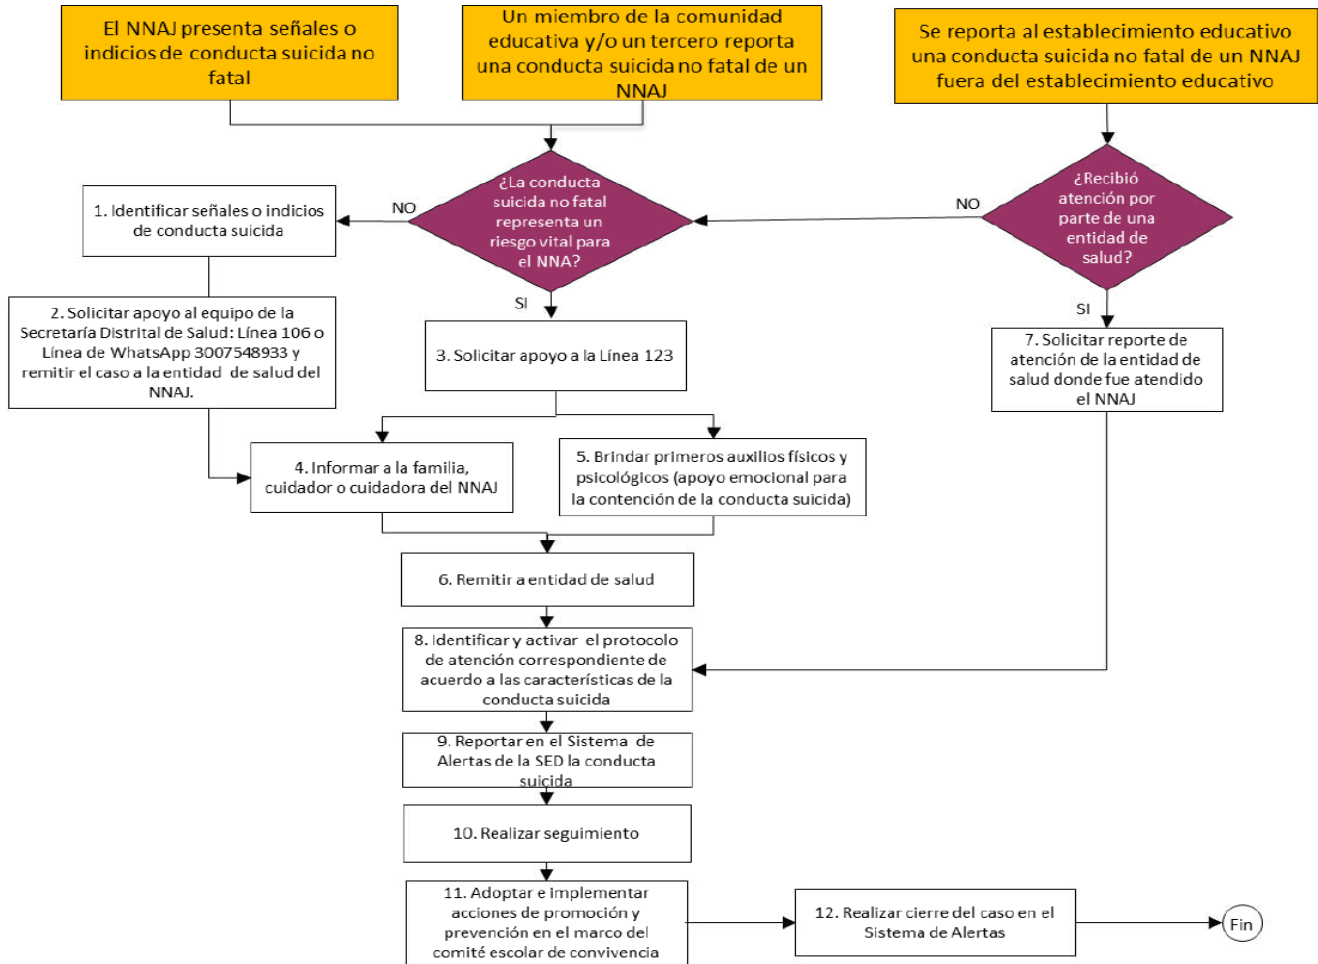 El NNAJ presenta señales o
indicios de conducta suicida no
fatal
Un miembro de la comunidad
educativa y/o un tercero reporta
una conducta suicida no fatal de un
NNAJ
Se reporta al establecimiento educativo
una conducta suicida no fatal de un NNAJ
fuera del establecimiento educativo
¿La conducta
suicida no fatal
representa un
riesgo vital para
el NNA?
¿Recibió
atención por
parte de una
entidad de
salud?
NO
NO
1. Identificar señales o indicios
de conducta suicida
SI
SI
2. Solicitar apoyo al equipo de la
Secretaría Distrital de Salud: Línea 106 o
Línea de WhatsApp 3007548933 y
remitir el caso a la entidad de salud del
NNAJ.
3. Solicitar apoyo a la Línea 123
7. Solicitar reporte de
atención de la entidad de
salud donde fue atendido
el NNAJ
4. Informar a la familia,
cuidador o cuidadora del NNAJ
5. Brindar primeros auxilios físicos y
psicológicos (apoyo emocional para
la contención de la conducta suicida)
6. Remitir a entidad de salud
8. Identificar y activar el protocolo
de atención correspondiente de
acuerdo a las características de la
conducta suicida
9. Reportar en el Sistema de
Alertas de la SED la conducta
suicida
10. Realizar seguimiento
11. Adoptar e implementar
acciones de promoción y
prevención en el marco del
comité escolar de convivencia
12. Realizar cierre del caso en el
Sistema de Alertas
Fin